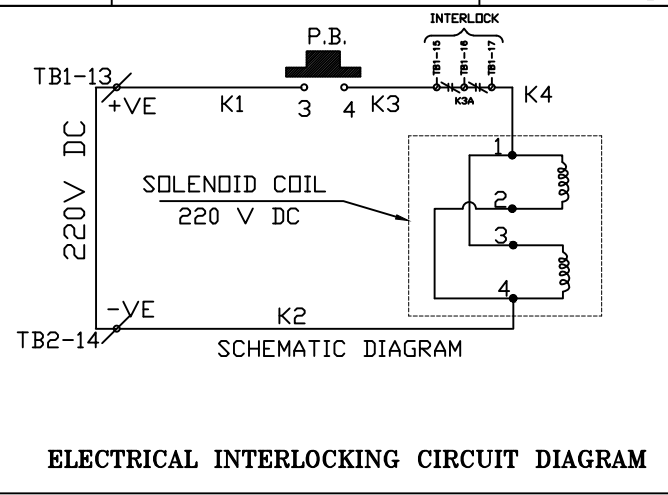 INTERLOCK
P.B.
TB1-15
TB1-16
TB1-17
TB1-13
+VE
K1
3
4
K3
K3A
K4
220V DC
1
SOLENOID COIL
220 V DC
2
3
4
-VE
K2
TB2-14
SCHEMATIC DIAGRAM
ELECTRICAL INTERLOCKING CIRCUIT DIAGRAM